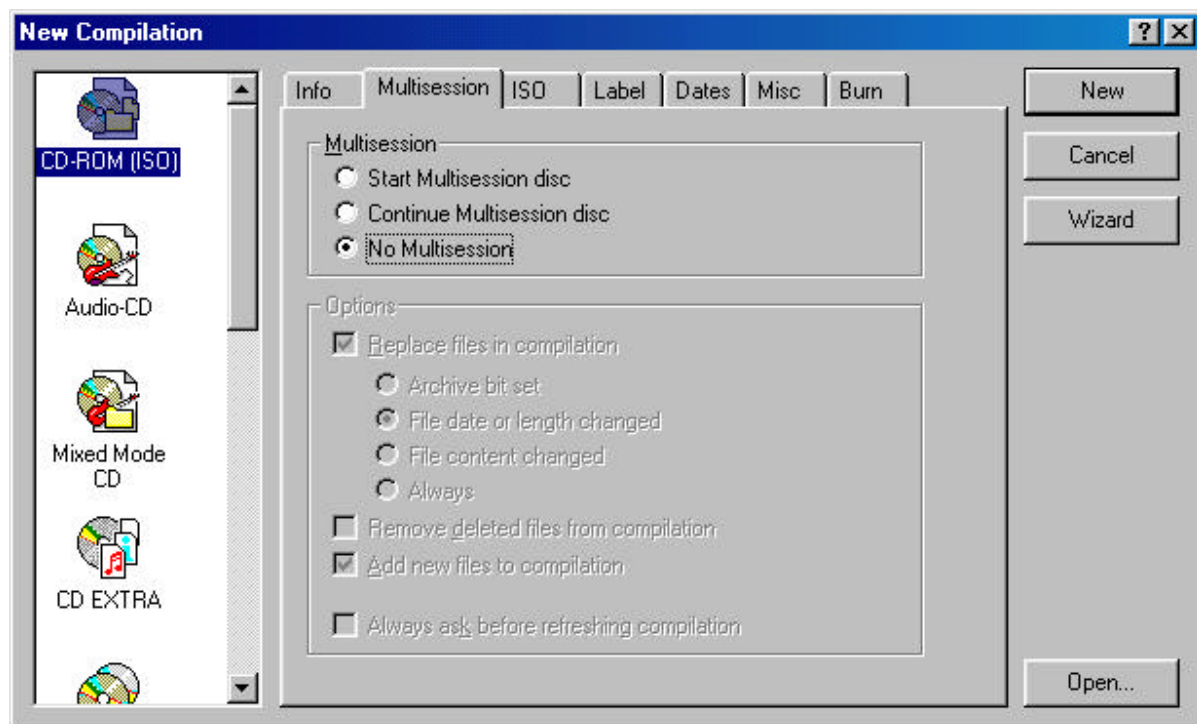 New Compilation
CD-ROM (ISO)
Audio-CD
Mixed Mode
CD
CD EXTRA
Info
Multisession
ISO
Label
Dates
Misc
Burn
Multisession
Start Multisession disc
Continue Multisession disc
No Multisession
Options
Replace files in compilation
Archive bit set
File date or length changed
File content changed
Always
Remove deleted files from compilation
Add new files to compilation
Always ask before refreshing compilation
New
Cancel
Wizard
Open...